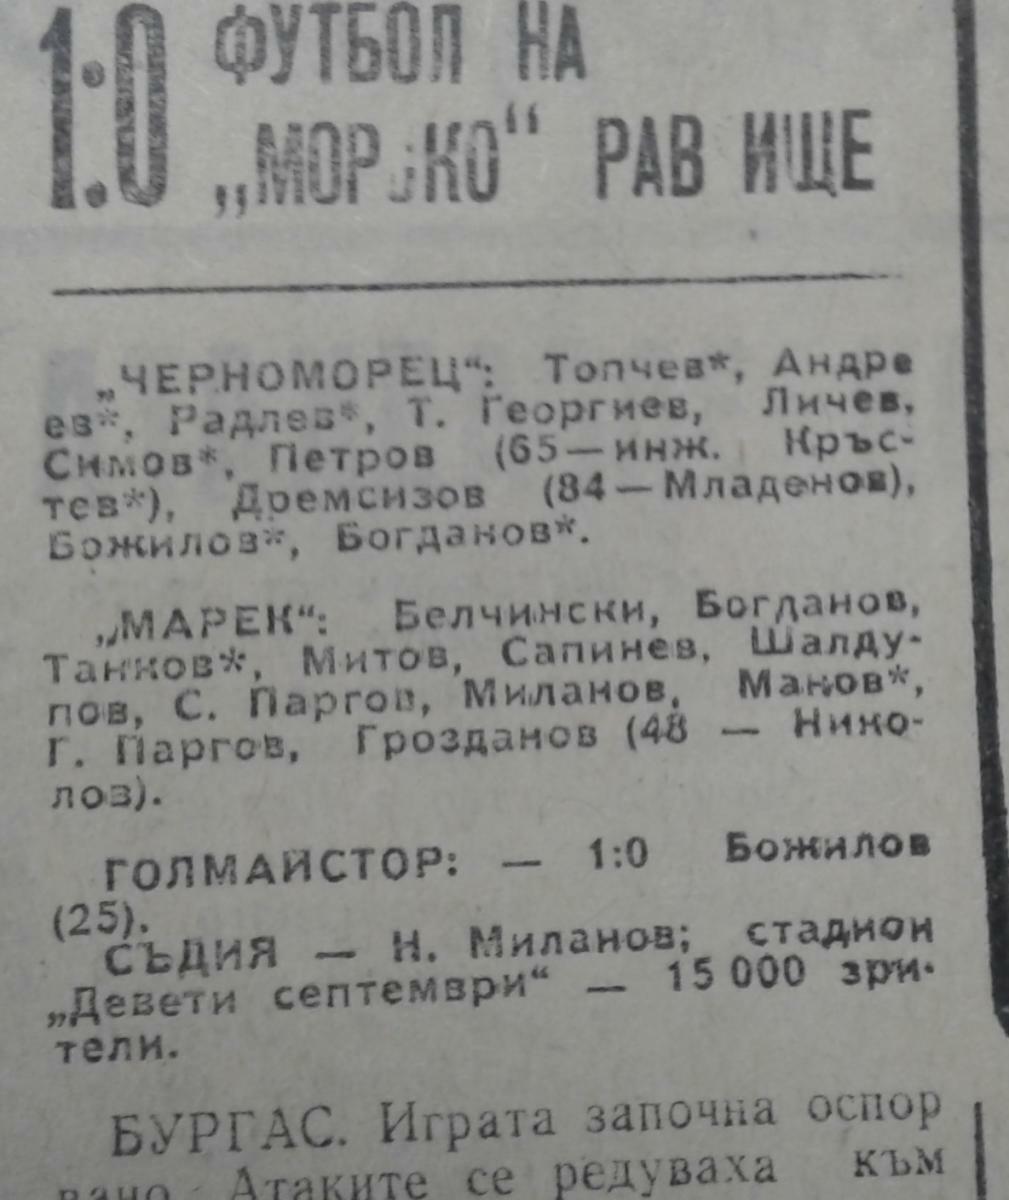 1:0 ФУТБОЛ НА
„МОРСКО“ РАВ ИЩЕ
„ЧЕРНОМОРЕЦ“: Топчев*, Андре
ев*, Радлев*, Т. Георгиев, Личев,
Симов*, Петров (65—инж. Кръс-
тев*), Дремсизов (84—Младенов),
Божилов*, Богданов*.
„МАРЕК“: Белчински, Богданов,
Танков*, Митов, Сапинев, Шалду-
пов, С. Паргов, Миланов, Манов*,
Г. Паргов, Грозданов (48 — Нико-
лов).
ГОЛМАЙСТОР: — 1:0 Божилов
(25).
СЪДИЯ — Н. Миланов; стадион
„Девети септември“ — 15 000 зри-
тели.
БУРГАС. Играта започна оспор
вано. Атаките се редуваха към